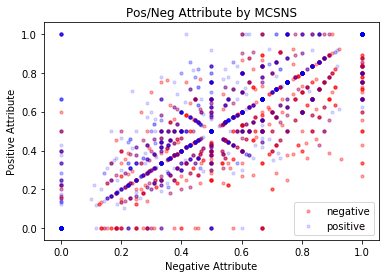 Pos/Neg Attribute by MCSNS
Positive Attribute
1.0
0.8
0.6
0.4
0.2
0.0
negative
positive
0.0 0.2 0.4 0.6 0.8 1.0
Negative Attribute